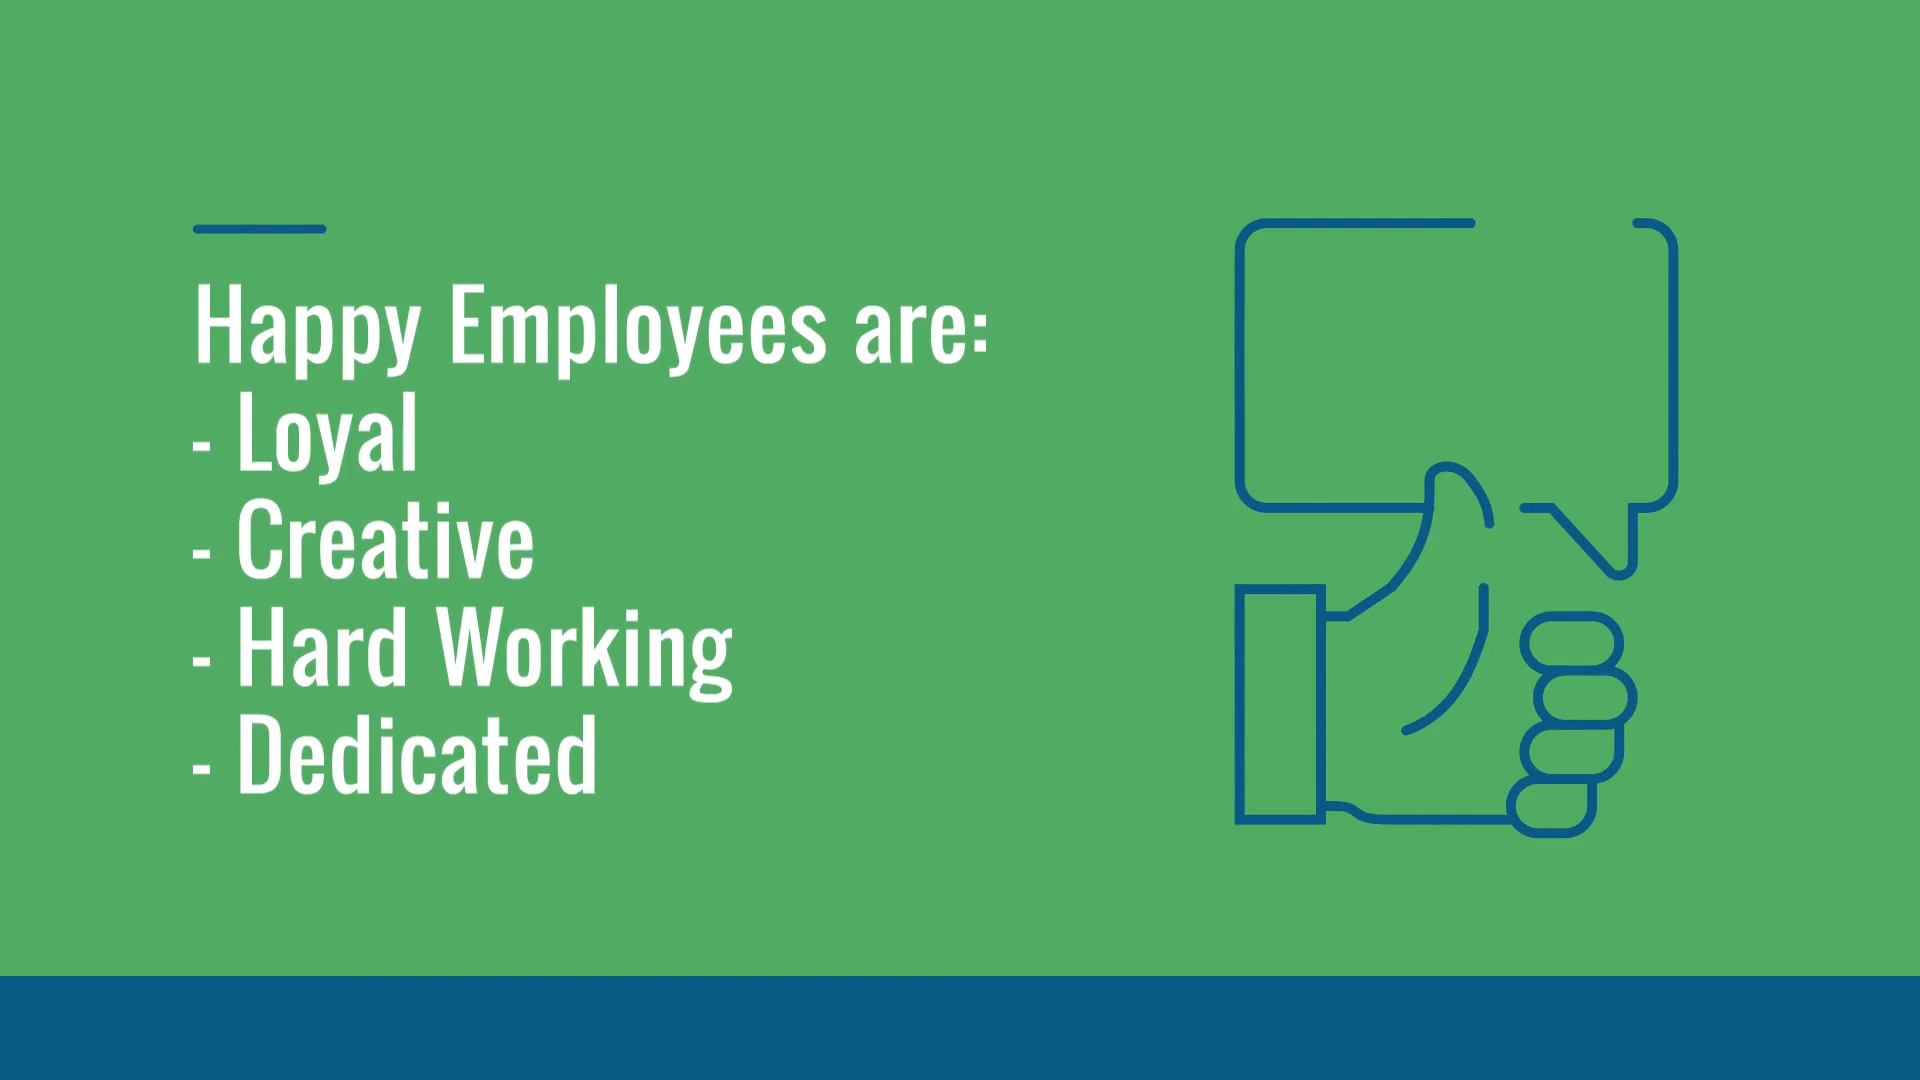 Happy Employees are:
- Loyal
- Creative
- Hard Working
- Dedicated